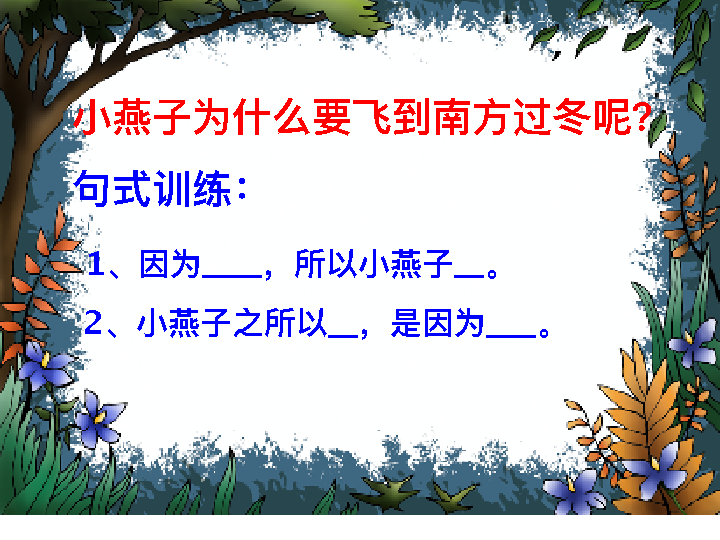 小燕子为什么要飞到南方过冬呢?
句式训练：
1、因为____，所以小燕子__。
2、小燕子之所以__，是因为___。